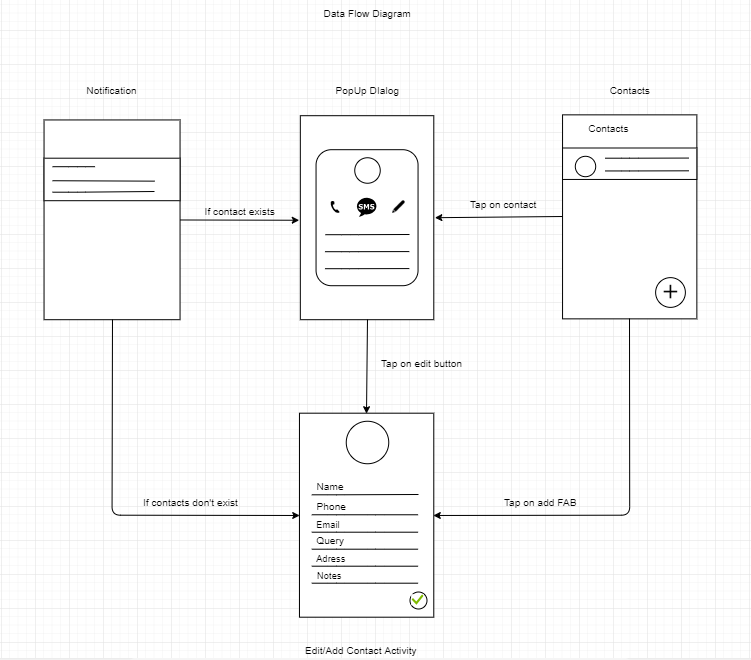 Data Flow Diagram
Notification
PopUp DIalog
Contacts
Contacts
SMS
If contact exists
Tap on contact
Tap on edit button
Name
Phone
Email
Query
Adress
Notes
If contacts don't exist
Tap on add FAB
Edit/Add Contact Activity